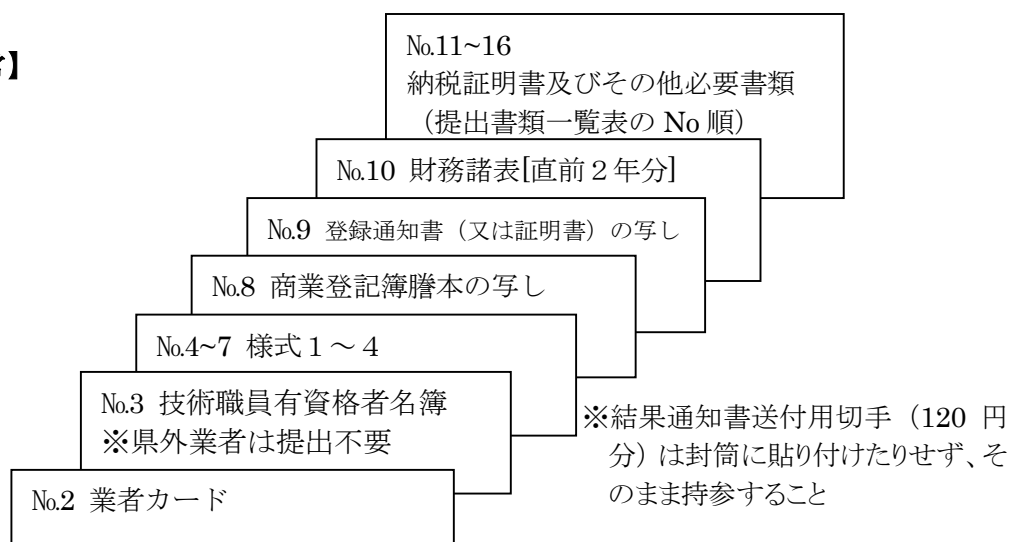 】
№11~16
納税証明書及びその他必要書類
（提出書類一覧表の No 順）
№10 財務諸表[直前２年分]
№9 登録通知書（又は証明書）の写し
№8 商業登記簿謄本の写し
№4~7 様式１～４
№3 技術職員有資格者名簿
※県外業者は提出不要
№2 業者カード
※結果通知書送付用切手（120 円
分）は封筒に貼り付けたりせず、そ
のまま持参すること